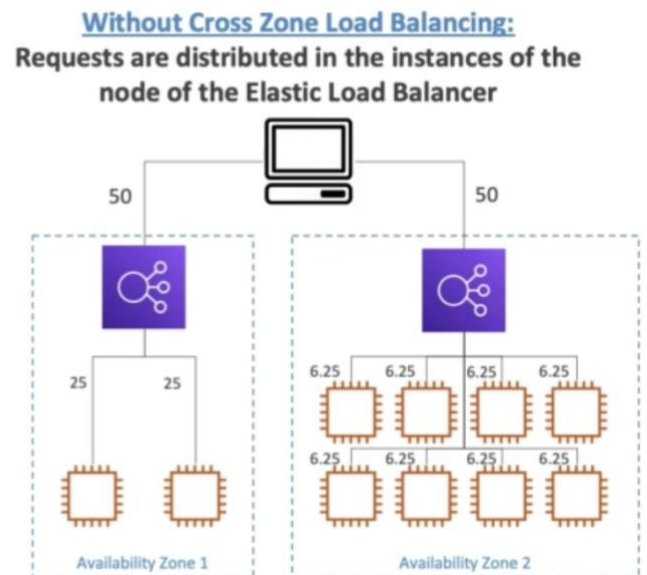 Without Cross Zone Load Balancing:
Requests are distributed in the instances of the
node of the Elastic Load Balancer
50
50
25
25
6.25
6.25
6.25
6.25
6.25
6.25
6.25
6.25
Availability Zone 1
Availability Zone 2